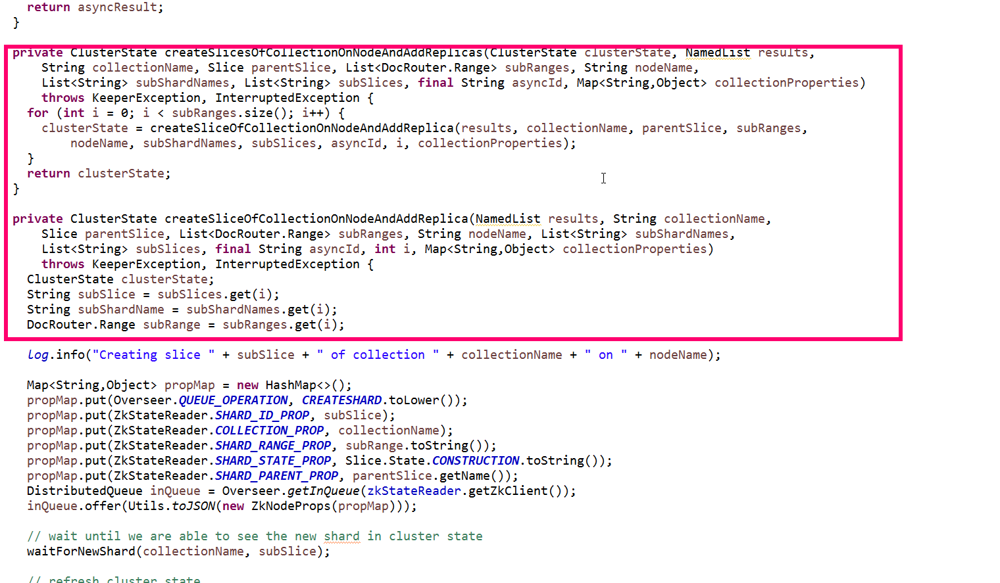 return asyncResult;
}
private ClusterState createSlicesOfCollectionOnNodeAndAddReplicas(ClusterState clusterState, NamedList results,
String collectionName, Slice parentSlice, List<DocRouter.Range> subRanges, String nodeName,
List<String> subShardNames, List<String> subSlices, final String asyncId, Map<String,Object> collectionProperties)
throws KeeperException, InterruptedException {
for (int i = 0; i < subRanges.size(); i++) {
clusterState = createSliceOfCollectionOnNodeAndAddReplica(results, collectionName, parentSlice, subRanges,
nodeName, subShardNames, subSlices, asyncId, i, collectionProperties);
}
return clusterState;
}
private ClusterState createSliceOfCollectionOnNodeAndAddReplica(NamedList results, String collectionName,
Slice parentSlice, List<DocRouter.Range> subRanges, String nodeName, List<String> subShardNames,
List<String> subSlices, final String asyncId, int i, Map<String,Object> collectionProperties)
throws KeeperException, InterruptedException {
ClusterState clusterState;
String subSlice = subSlices.get(i);
String subShardName = subShardNames.get(i);
DocRouter.Range subRange = subRanges.get(i);
log.info("Creating slice " + subSlice + " of collection " + collectionName + " on " + nodeName);
Map<String,Object> propMap = new HashMap<>();
propMap.put(Overseer.QUEUE_OPERATION, CREATESHARD.toLower());
propMap.put(ZkStateReader.SHARD_ID_PROP, subSlice);
propMap.put(ZkStateReader.COLLECTION_PROP, collectionName);
propMap.put(ZkStateReader.SHARD_RANGE_PROP, subRange.toString());
propMap.put(ZkStateReader.SHARD_STATE_PROP, Slice.State.CONSTRUCTION.toString());
propMap.put(ZkStateReader.SHARD_PARENT_PROP, parentSlice.getName());
DistributedQueue inQueue = Overseer.getInQueue(zkStateReader.getZkClient());
inQueue.offer(Utils.toJSON(new ZkNodeProps(propMap)));
// wait until we are able to see the new shard in cluster state
waitForNewShard(collectionName, subSlice);
// refresh cluster state